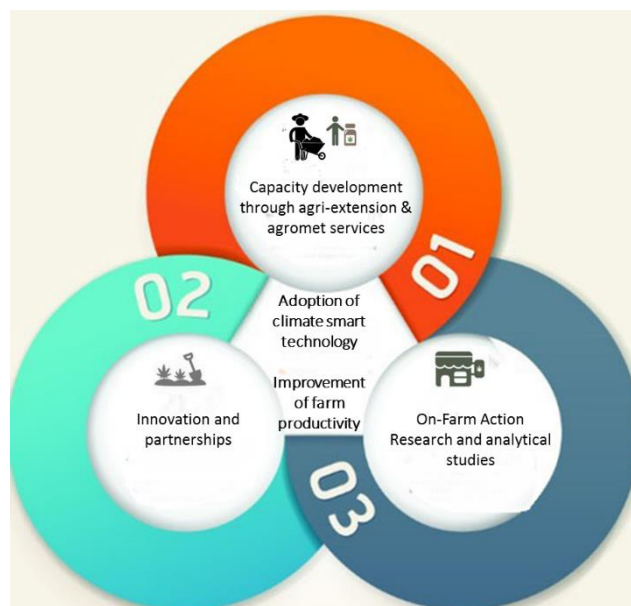 Capacity development
through agri-extension &
agromet services
01
02
Adoption of
climate smart
technology
Improvement
of farm
productivity
Innovation and
partnerships
On-Farm Action
Research and analytical
studies
03